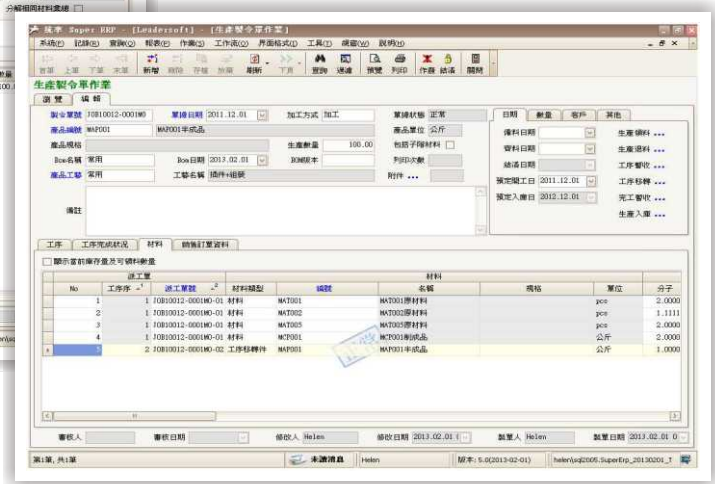 分解相同材料彙總
統率 Super ERP - [Leadersoft] - [生產製令單作業]
系統(F) 記錄(R) 查詢(Q) 報表(P) 作業(S) 工作流(O) 界面格式(I) 工具(T) 視窗(W) 說明(H)
首筆 上筆 下筆 末筆 新增 刪除 存檔 放棄 刷新 下頁 查詢 過濾 預覽 列印 作廢 結清 關閉
生產製令單作業
瀏覽 編輯
製令單號 JOB10012-0001MO 單據日期 2011.12.01 加工方式 加工 單據狀態 正常
產品編號 MAP001 MAP001半成品 產品單位 公斤
產品規格 生產數量 100.00 包括子階材料
Bom名稱 常用 Bom日期 2013.02.01 BOM版本 列印次數
產品工藝 常用 工藝名稱 插件+組裝 附件 ...
備註
日期 數量 客戶 其他
備料日期 生產領料 ...
齊料日期 生產退料 ...
結清日期 工序暫收 ...
預定開工日 2011.12.01 工序移轉 ...
預定入庫日 2012.12.01 完工暫收 ...
生產入庫 ...
工序 工序完成狀況 材料 銷售訂單資料
顯示當前庫存量及可領料數量
派工單 材料
No 工序序 1 派工單號 2 材料類型 編號 名稱 規格 單位 分子
1 1 JOB10012-0001MO-01 材料 MAT001 MAT001原材料 pcs 2.0000
2 1 JOB10012-0001MO-01 材料 MAT002 MAT002原材料 pcs 1.1111
3 1 JOB10012-0001MO-01 材料 MAT005 MAT005原材料 pcs 2.0000
4 1 JOB10012-0001MO-01 材料 MCP001 MCP001制成品 公斤 2.0000
5 2 JOB10012-0001MO-02 工序移轉件 MAP001 MAP001半成品 公斤 1.0000
正常
審核人 審核日期 修改人 Helen 修改日期 2013.02.01 製單人 Helen 製單日期 2013.02.01 0
第1筆, 共1筆 未讀消息 Helen 版本: 5.0(2013-02-01) helen\sql2005.SuperErp_20130201_T